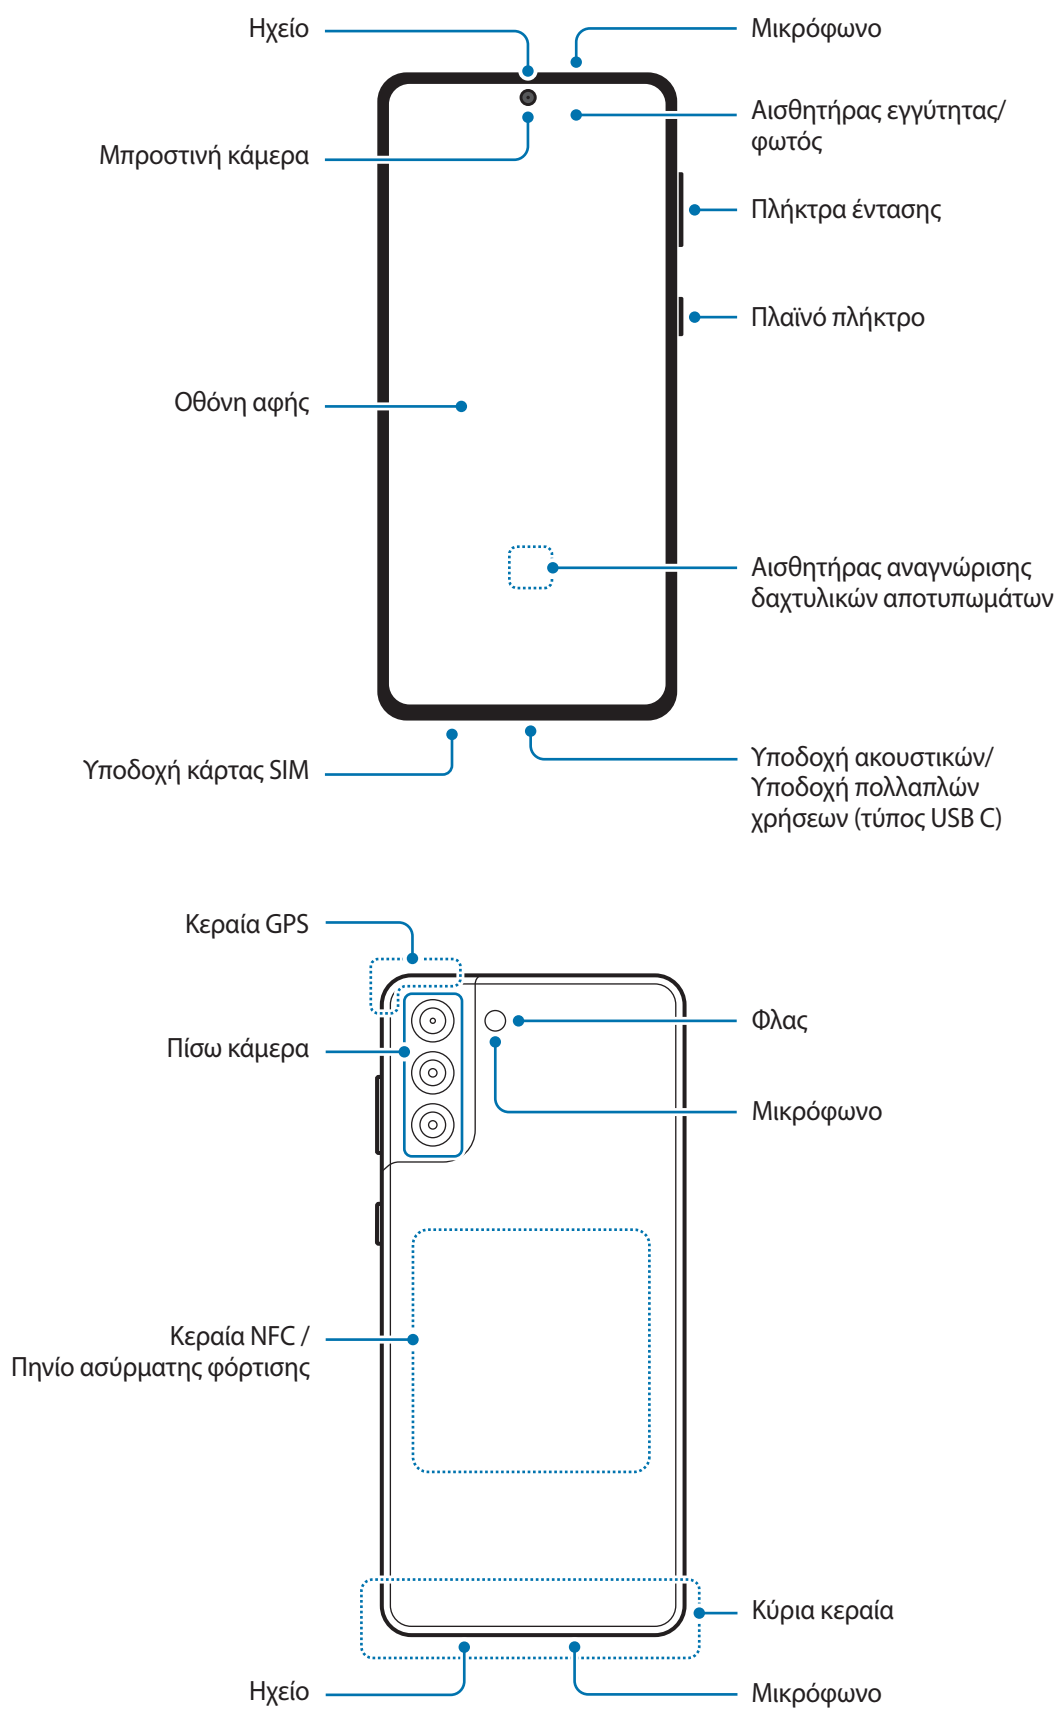 Ηχείο
Μικρόφωνο
Αισθητήρας εγγύτητας/
φωτός
Μπροστινή κάμερα
Πλήκτρα έντασης
Πλαϊνό πλήκτρο
Οθόνη αφής
Αισθητήρας αναγνώρισης
δαχτυλικών αποτυπωμάτων
Υποδοχή κάρτας SIM
Υποδοχή ακουστικών/
Υποδοχή πολλαπλών
χρήσεων (τύπος USB C)
Κεραία GPS
Φλας
Πίσω κάμερα
Μικρόφωνο
Κεραία NFC /
Πηνίο ασύρματης φόρτισης
Κύρια κεραία
Ηχείο
Μικρόφωνο